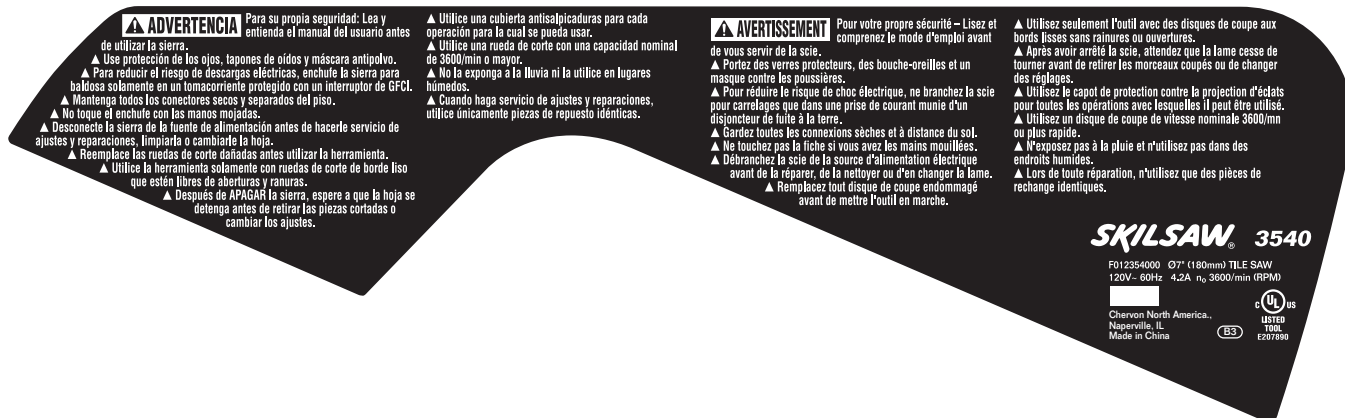 ADVERTENCIA Para su propia seguridad: Lea y
entienda el manual del usuario antes
de utilizar la sierra.
▲ Use protección de los ojos, tapones de oídos y máscara antipolvo.
▲ Para reducir el riesgo de descargas eléctricas, enchufe la sierra para
baldosa solamente en un tomacorriente protegido con un interruptor de GFCI.
▲ Mantenga todos los conectores secos y separados del piso.
▲ No toque el enchufe con las manos mojadas.
▲ Desconecte la sierra de la fuente de alimentación antes de hacerle servicio de
ajustes y reparaciones, limpiarla o cambiarle la hoja.
▲ Reemplace las ruedas de corte dañadas antes utilizar la herramienta.
▲ Utilice la herramienta solamente con ruedas de corte de borde liso
que estén libres de aberturas y ranuras.
▲ Después de APAGAR la sierra, espere a que la hoja se
detenga antes de retirar las piezas cortadas o
cambiar los ajustes.
▲ Utilice una cubierta antisalpicaduras para cada
operación para la cual se pueda usar.
▲ Utilice una rueda de corte con una capacidad nominal
de 3600/min o mayor.
▲ No la exponga a la lluvia ni la utilice en lugares
húmedos.
▲ Cuando haga servicio de ajustes y reparaciones,
utilice únicamente piezas de repuesto idénticas.
AVERTISSEMENT Pour votre propre sécurité – Lisez et
comprenez le mode d'emploi avant
de vous servir de la scie.
▲ Portez des verres protecteurs, des bouche-oreilles et un
masque contre les poussières.
▲ Pour réduire le risque de choc électrique, ne branchez la scie
pour carrelages que dans une prise de courant munie d'un
disjoncteur de fuite à la terre.
▲ Gardez toutes les connexions sèches et à distance du sol.
▲ Ne touchez pas la fiche si vous avez les mains mouillées.
▲ Débranchez la scie de la source d'alimentation électrique
avant de la réparer, de la nettoyer ou d'en changer la lame.
▲ Remplacez tout disque de coupe endommagé
avant de mettre l'outil en marche.
▲ Utilisez seulement l'outil avec des disques de coupe aux
bords lisses sans rainures ou ouvertures.
▲ Après avoir arrêté la scie, attendez que la lame cesse de
tourner avant de retirer les morceaux coupés ou de changer
des réglages.
▲ Utilisez le capot de protection contre la projection d'éclats
pour toutes les opérations avec lesquelles il peut être utilisé.
▲ Utilisez un disque de coupe de vitesse nominale 3600/mn
ou plus rapide.
▲ N'exposez pas à la pluie et n'utilisez pas dans des
endroits humides.
▲ Lors de toute réparation, n'utilisez que des pièces de
rechange identiques.
SKILSAW® 3540
F012354000 Ø7" (180mm) TILE SAW
120V~ 60Hz 4.2A n₀ 3600/min (RPM)
Chervon North America.,
Naperville, IL
Made in China
B3
C UL US
LISTED
TOOL
E207890